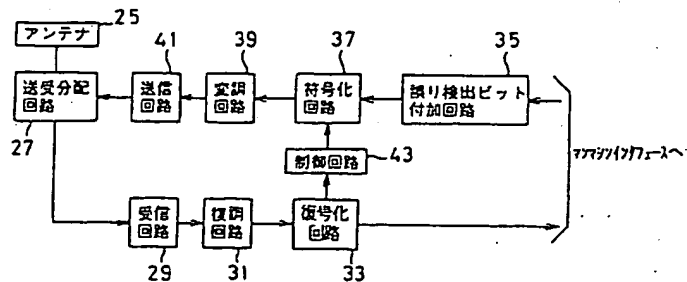 アンテナ
25
送受分配
回路
27
41
送信
回路
39
変調
回路
37
符号化
回路
35
誤り検出ビット
付加回路
制御回路
43
マンマシンインタフェースへ
受信
回路
29
復調
回路
31
復号化
回路
33